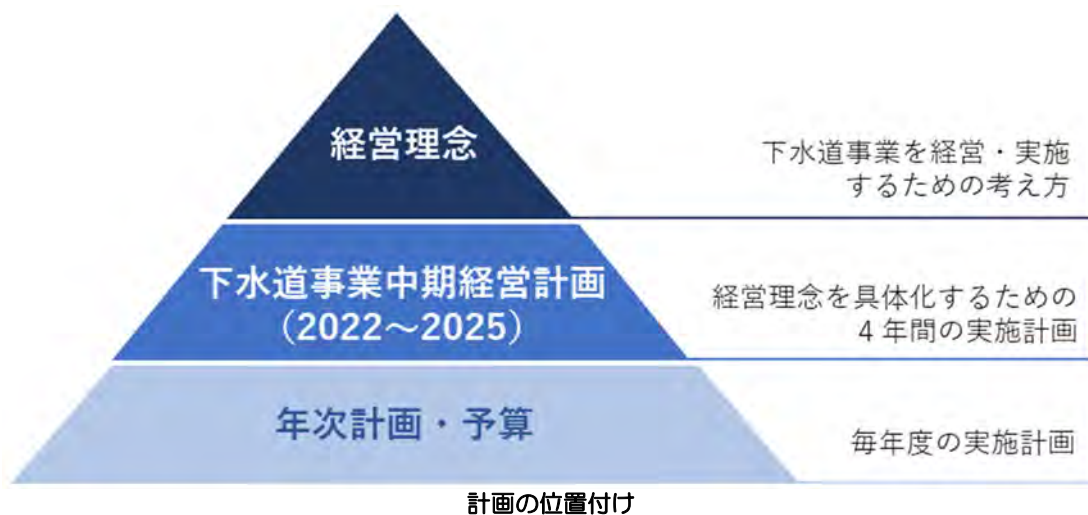 経営理念
下水道事業を経営・実施
するための考え方
下水道事業中期経営計画
（2022～2025）
経営理念を具体化するための
4年間の実施計画
年次計画・予算
毎年度の実施計画
計画の位置付け